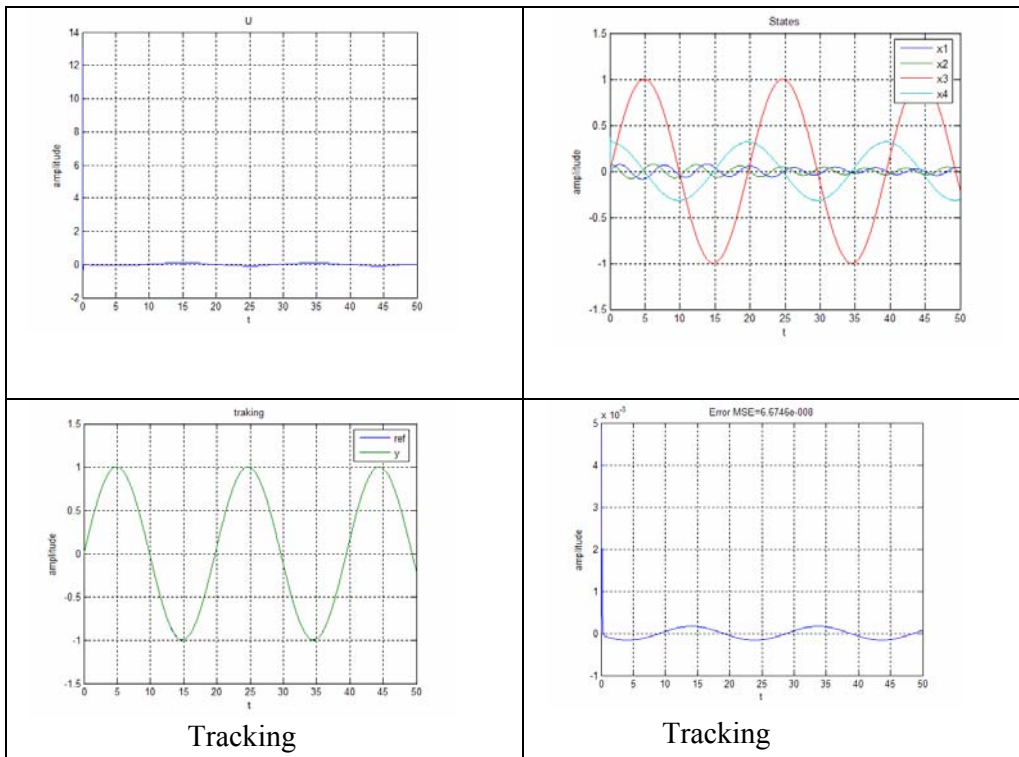 U
14
12
10
8
6
4
2
0
-2
amplitude
0 5 10 15 20 25 30 35 40 45 50
t
States
1.5
1
0.5
0
-0.5
-1
-1.5
amplitude
x1
x2
x3
x4
0 5 10 15 20 25 30 35 40 45 50
t
traking
1.5
1
0.5
0
-0.5
-1
-1.5
amplitude
ref
y
0 5 10 15 20 25 30 35 40 45 50
t
Tracking
x 10-3
Error MSE=6.6746e-008
5
4
3
2
1
0
-1
amplitude
0 5 10 15 20 25 30 35 40 45 50
t
Tracking